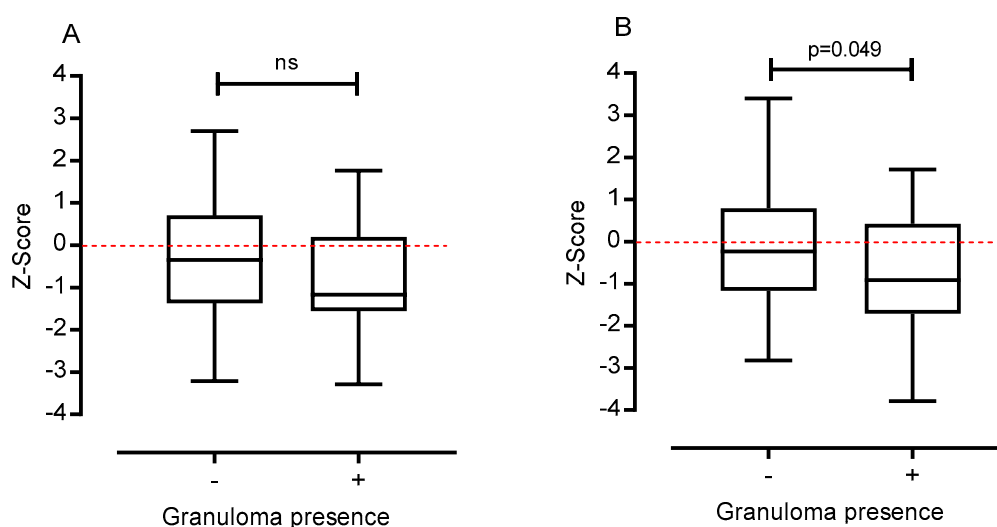 A
ns
4
3
2
1
0
-1
-2
-3
-4
Z-Score
- +
Granuloma presence
B
p=0.049
4
3
2
1
0
-1
-2
-3
-4
Z-Score
- +
Granuloma presence